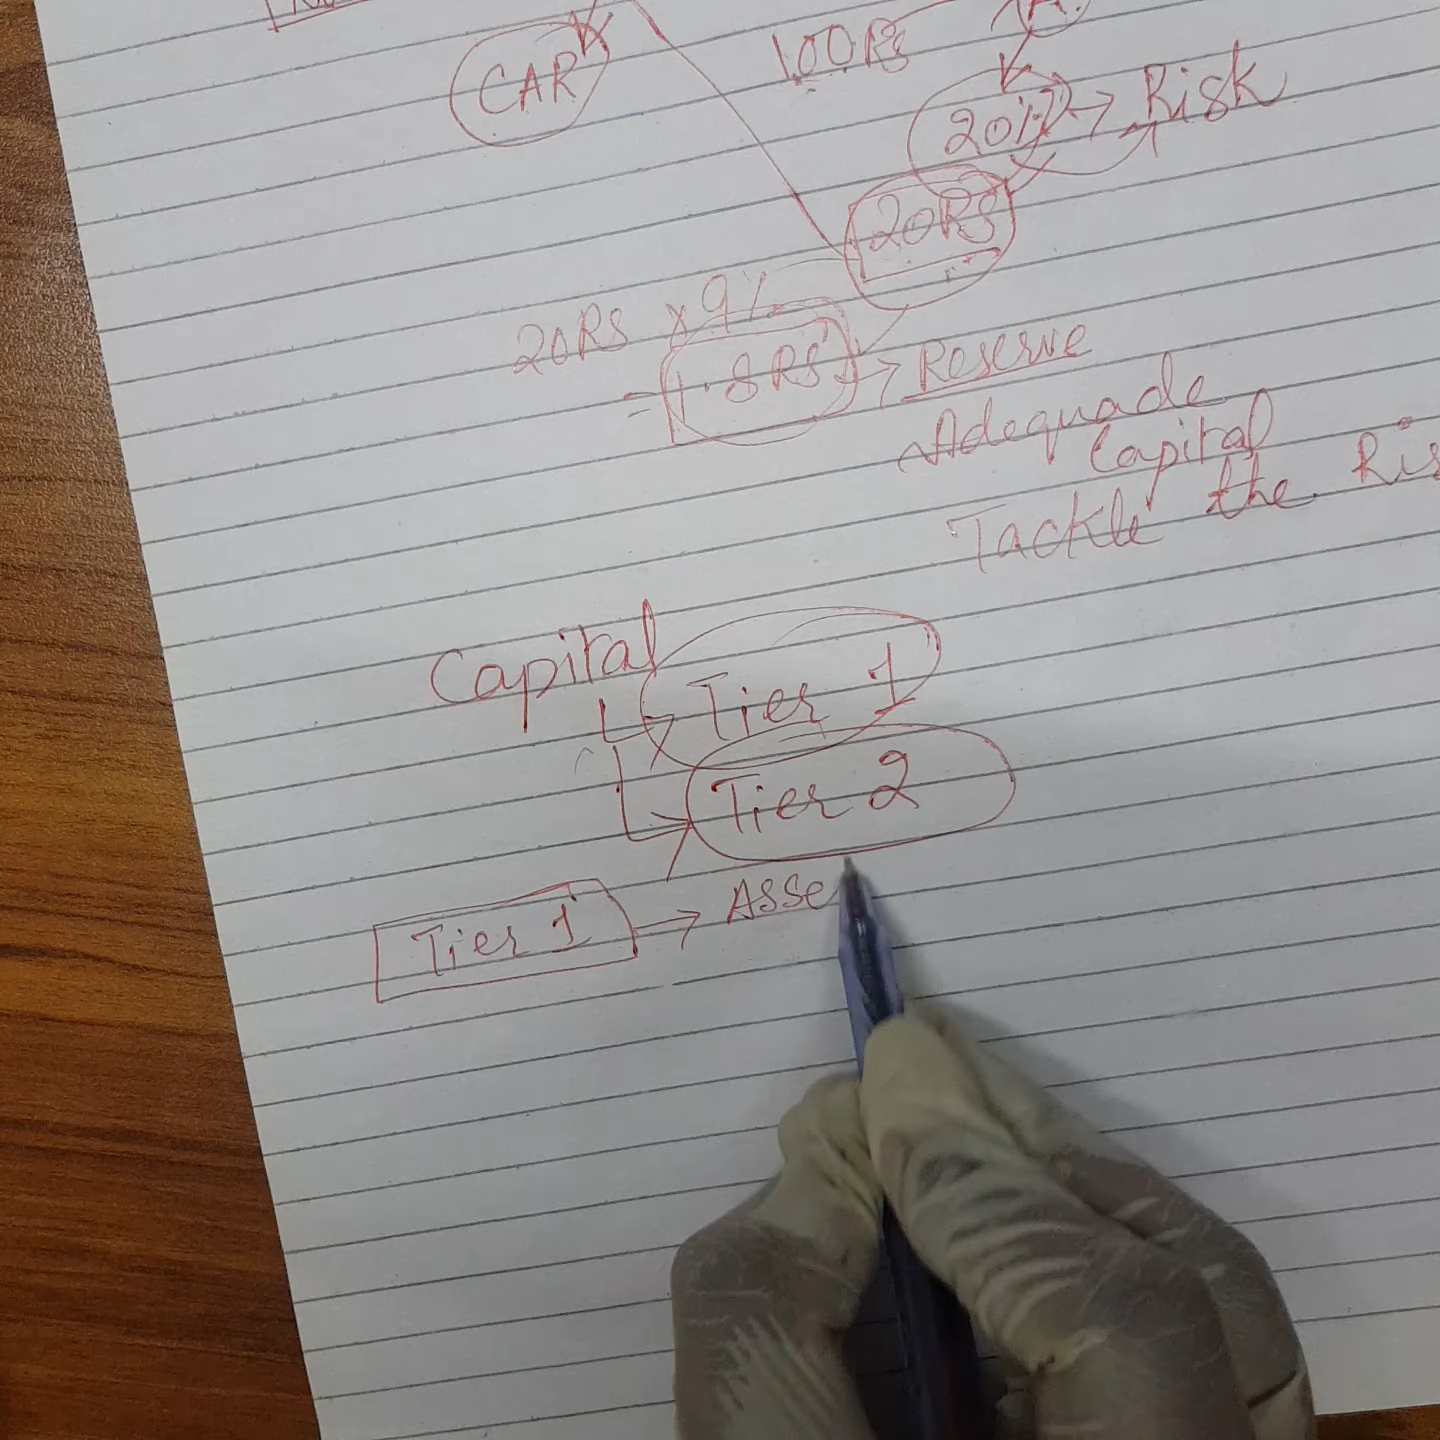 CAR
100Rs
20% → Risk
20RS
20RS x 9%
= 1.8RS → Reserve
Adequade
Capital
Tackle the Ris
Capital
Tier 1
Tier 2
Tier 1 → Asse